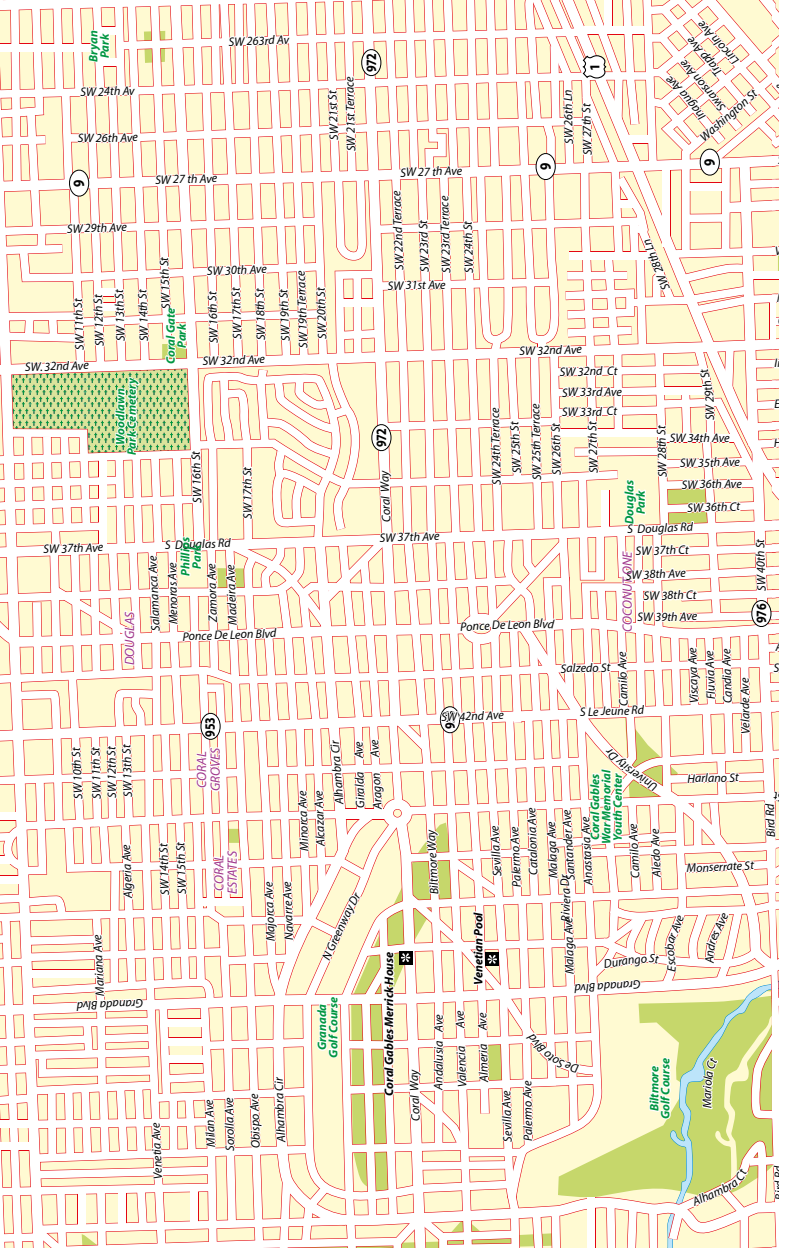 Bryan
Park
SW 263rd Av
972
1
Lincoln Ave
Trapp Ave
Swanson Ave
Inagua Ave
Washington St
SW 24th Av
SW 21st St
SW 21st Terrace
SW 26th Ln
SW 27th St
SW 26th Ave
9
SW 27 th Ave
SW 27 th Ave
9
9
SW 29th Ave
SW 22nd Terrace
SW 23rd St
SW 23rd Terrace
SW 24th St
SW 28th Ln
SW 30th Ave
SW 31st Ave
SW 11th St
SW 12th St
SW 13th St
SW 14th St
SW 15th St
SW 16th St
SW 17th St
SW 18th St
SW 19th St
SW 19th Terrace
SW 20th St
Coral Gate
Park
SW. 32nd Ave
SW 32nd Ave
SW 32nd Ave
SW 32nd Ct
SW 33rd Ave
SW 33rd Ct
SW 29th St
Woodlawn
Park Cemetery
972
SW 24th Terrace
SW 25th St
SW 25th Terrace
SW 26th St
SW 27th St
SW 28th St
SW 34th Ave
SW 35th Ave
SW 36th Ave
SW 36th Ct
SW 16th St
SW 17th St
Coral Way
Douglas
Park
S Douglas Rd
SW 37th Ave
S Douglas Rd
SW 37th Ave
SW 37th Ct
SW 38th Ave
SW 38th Ct
SW 39th Ave
SW 40th St
976
Phillips
Park
Salamanca Ave
Menoras Ave
Zamora Ave
Madeira Ave
COCONUT ONE
DOUGLAS
Ponce De Leon Blvd
Ponce De Leon Blvd
Salzedo St
Camilo Ave
Viscaya Ave
Fluvia Ave
Candia Ave
Velarde Ave
953
SW 42nd Ave
S Le Jeune Rd
SW 10th St
SW 11th St
SW 12th St
SW 13th St
CORAL
GROVES
Alhambra Cir
Giralda Ave
Aragon Ave
University Dr
Harlano St
Minorca Ave
Alcazar Ave
Coral Gables
War Memorial
Youth Center
Bird Rd
Algeria Ave
SW 14th St
SW 15th St
CORAL
ESTATES
Biltmore Way
Sevilla Ave
Palermo Ave
Catalonia Ave
Malaga Ave
Santander Ave
Anastasia Ave
Camilo Ave
Aledo Ave
Monserrate St
Majorca Ave
Navarre Ave
N Greenway Dr
Riviera Dr
Malaga Ave
Mariana Ave
Coral Gables Merrick House
Venetian Pool
Durango St
Escobar Ave
Andres Ave
Granada Blvd
Granada Blvd
Granada
Golf Course
Andalusia Ave
Valencia Ave
Almeria Ave
De Soto Blvd
Biltmore
Golf Course
Mariola Ct
Coral Way
Milan Ave
Sorolla Ave
Obispo Ave
Alhambra Cir
Sevilla Ave
Palermo Ave
Venetia Ave
Alhambra Ct
Bird Rd